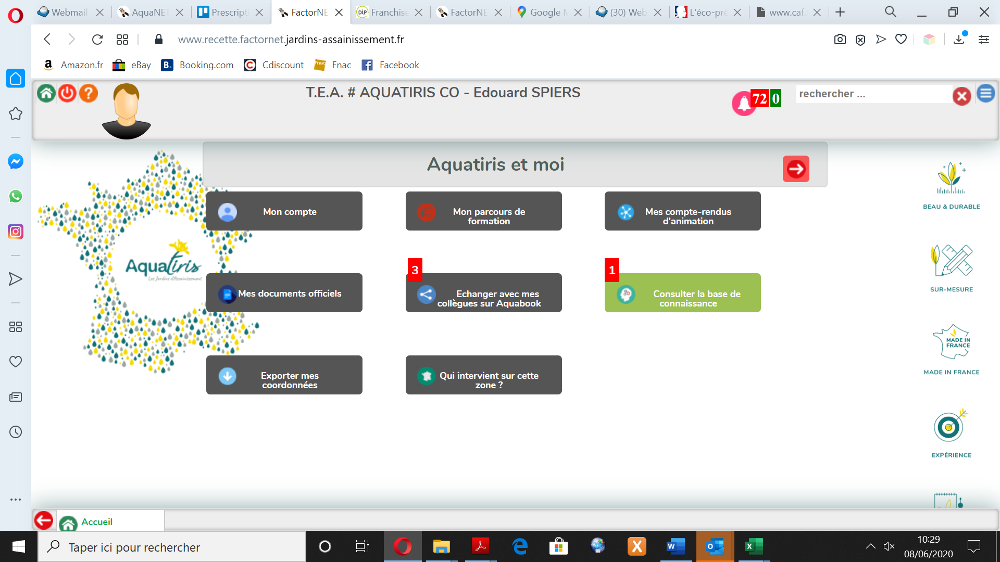 Webmail
AquaNET
Prescripti
FactorNE
Franchise
FactorNE
Google M
(30) Web
L'éco-prê
www.caf.
www.recette.factornet.jardins-assainissement.fr
Amazon.fr
eBay
Booking.com
Cdiscount
Fnac
Facebook
T.E.A. # AQUATIRIS CO - Edouard SPIERS
72 0
rechercher ...
Aquatiris et moi
Mon compte
Mon parcours de
formation
Mes compte-rendus
d'animation
Aquatiris
Les Jardins d'Assainissement
Mes documents officiels
3
Echanger avec mes
collègues sur Aquabook
1
Consulter la base de
connaissance
Exporter mes
coordonnées
Qui intervient sur cette
zone ?
BEAU & DURABLE
SUR-MESURE
MADE IN
FRANCE
MADE IN FRANCE
EXPÉRIENCE
Accueil
Taper ici pour rechercher
10:29
08/06/2020